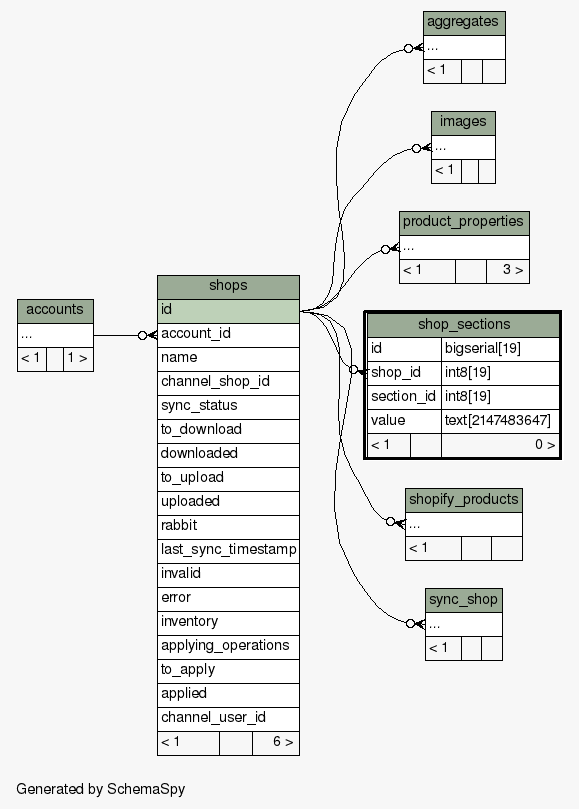 aggregates
...
< 1
images
...
< 1
product_properties
...
< 1 3 >
accounts
...
< 1 1 >
shops
id
account_id
name
channel_shop_id
sync_status
to_download
downloaded
to_upload
uploaded
rabbit
last_sync_timestamp
invalid
error
inventory
applying_operations
to_apply
applied
channel_user_id
< 1 6 >
shop_sections
id bigserial[19]
shop_id int8[19]
section_id int8[19]
value text[2147483647]
< 1 0 >
shopify_products
...
< 1
sync_shop
...
< 1
Generated by SchemaSpy